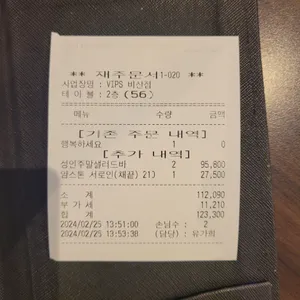 ** 재주문서1-020 **
사업장명 : VIPS 비산점
테 이 블 : 2층 (56)
메뉴 수량 금액
[기존 주문 내역]
행복하세요 1 0
[추가 내역]
성인주말샐러드바 2 95,800
얌스톤 서로인(채끝) 210 1 27,500
소 계 112,090
부 가 세 11,210
합 계 123,300
2024/02/25 13:51:00 손님수 : 2
2024/02/25 13:53:38 (담당) : 유가희